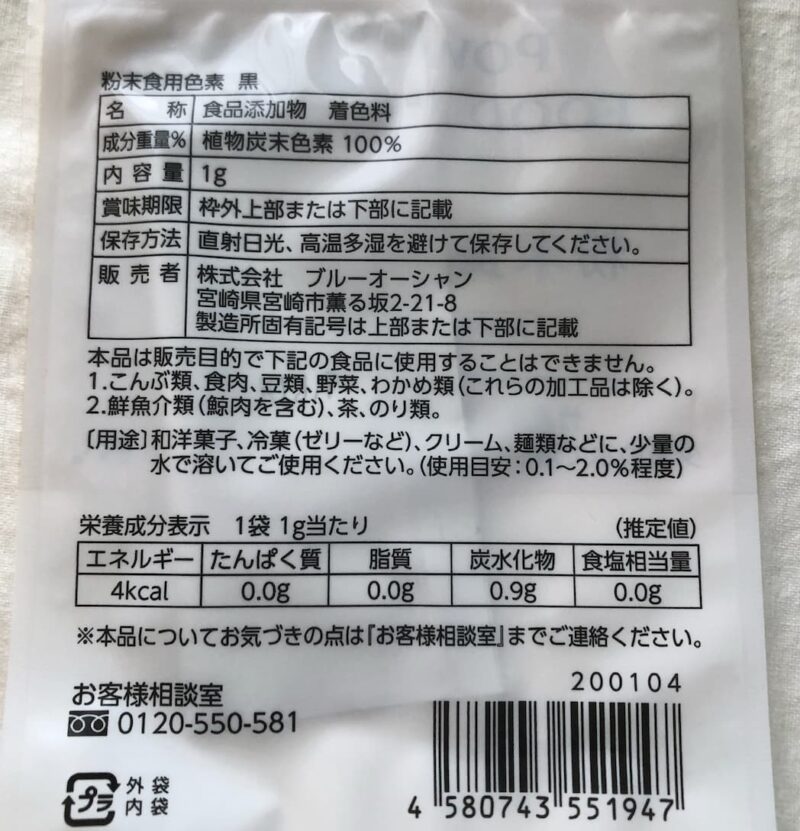 粉末食用色素 黒
名 称 食品添加物 着色料
成分重量% 植物炭末色素 100%
内容量 1g
賞味期限 枠外上部または下部に記載
保存方法 直射日光、高温多湿を避けて保存してください。
販売者 株式会社 ブルーオーシャン
宮崎県宮崎市薫る坂2-21-8
製造所固有記号は上部または下部に記載
本品は販売目的で下記の食品に使用することはできません。
1.こんぶ類、食肉、豆類、野菜、わかめ類(これらの加工品は除く)。
2.鮮魚介類(鯨肉を含む)、茶、のり類。
〔用途〕和洋菓子、冷菓(ゼリーなど)、クリーム、麺類などに、少量の
水で溶いてご使用ください。(使用目安:0.1~2.0%程度)
栄養成分表示 1袋 1g当たり (推定値)
エネルギー たんぱく質 脂質 炭水化物 食塩相当量
4kcal 0.0g 0.0g 0.9g 0.0g
※本品についてお気づきの点は『お客様相談室』までご連絡ください。
お客様相談室
0120-550-581
200104
プラ 外袋
内袋
4 580743 551947